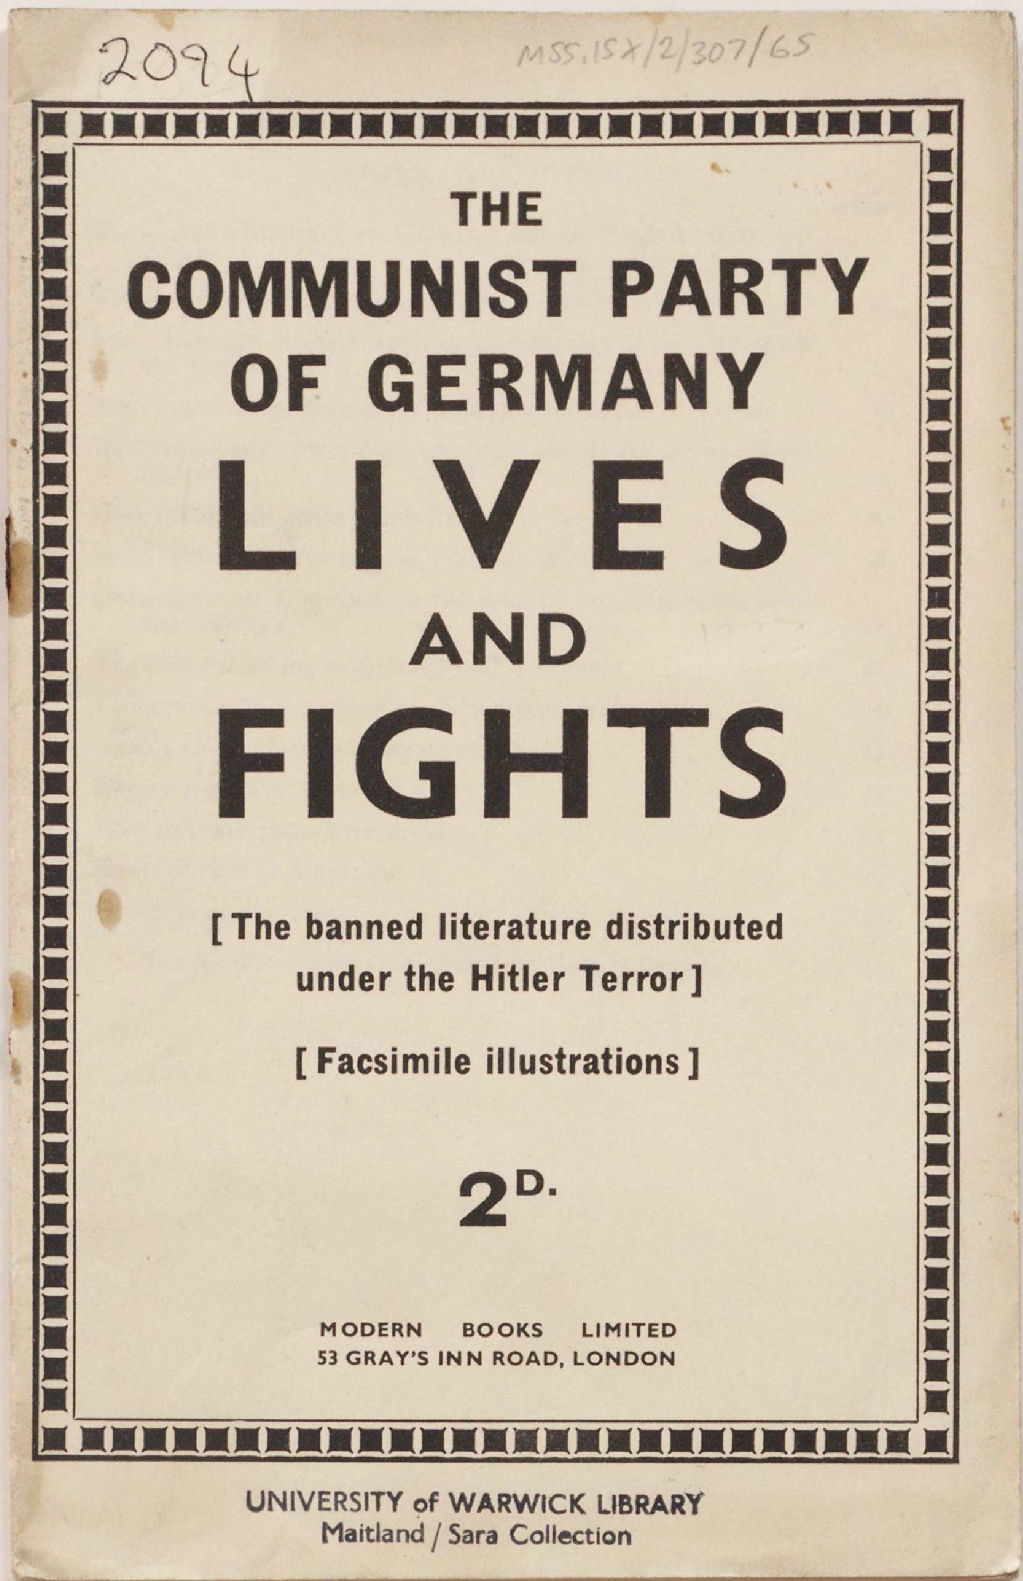 2094
MSS.15X/2/307/65
THE
COMMUNIST PARTY
OF GERMANY
LIVES
AND
FIGHTS
[ The banned literature distributed
under the Hitler Terror ]
[ Facsimile illustrations ]
2D.
MODERN BOOKS LIMITED
53 GRAY'S INN ROAD, LONDON
UNIVERSITY of WARWICK LIBRARY
Maitland / Sara Collection